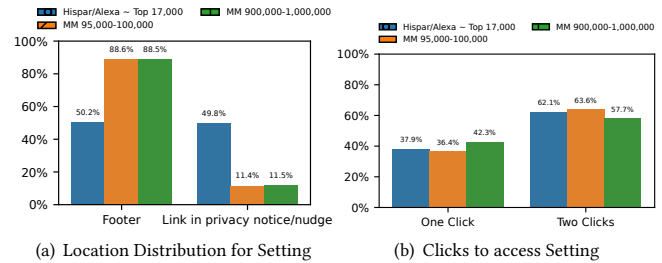 Hispar/Alexa ~ Top 17,000
MM 900,000-1,000,000
MM 95,000-100,000
100%
80%
60%
40%
20%
0%
50.2%
88.6%
88.5%
49.8%
11.4%
11.5%
Footer
Link in privacy notice/nudge
(a) Location Distribution for Setting
Hispar/Alexa ~ Top 17,000
MM 900,000-1,000,000
MM 95,000-100,000
100%
80%
60%
40%
20%
0%
37.9%
36.4%
42.3%
62.1%
63.6%
57.7%
One Click
Two Clicks
(b) Clicks to access Setting